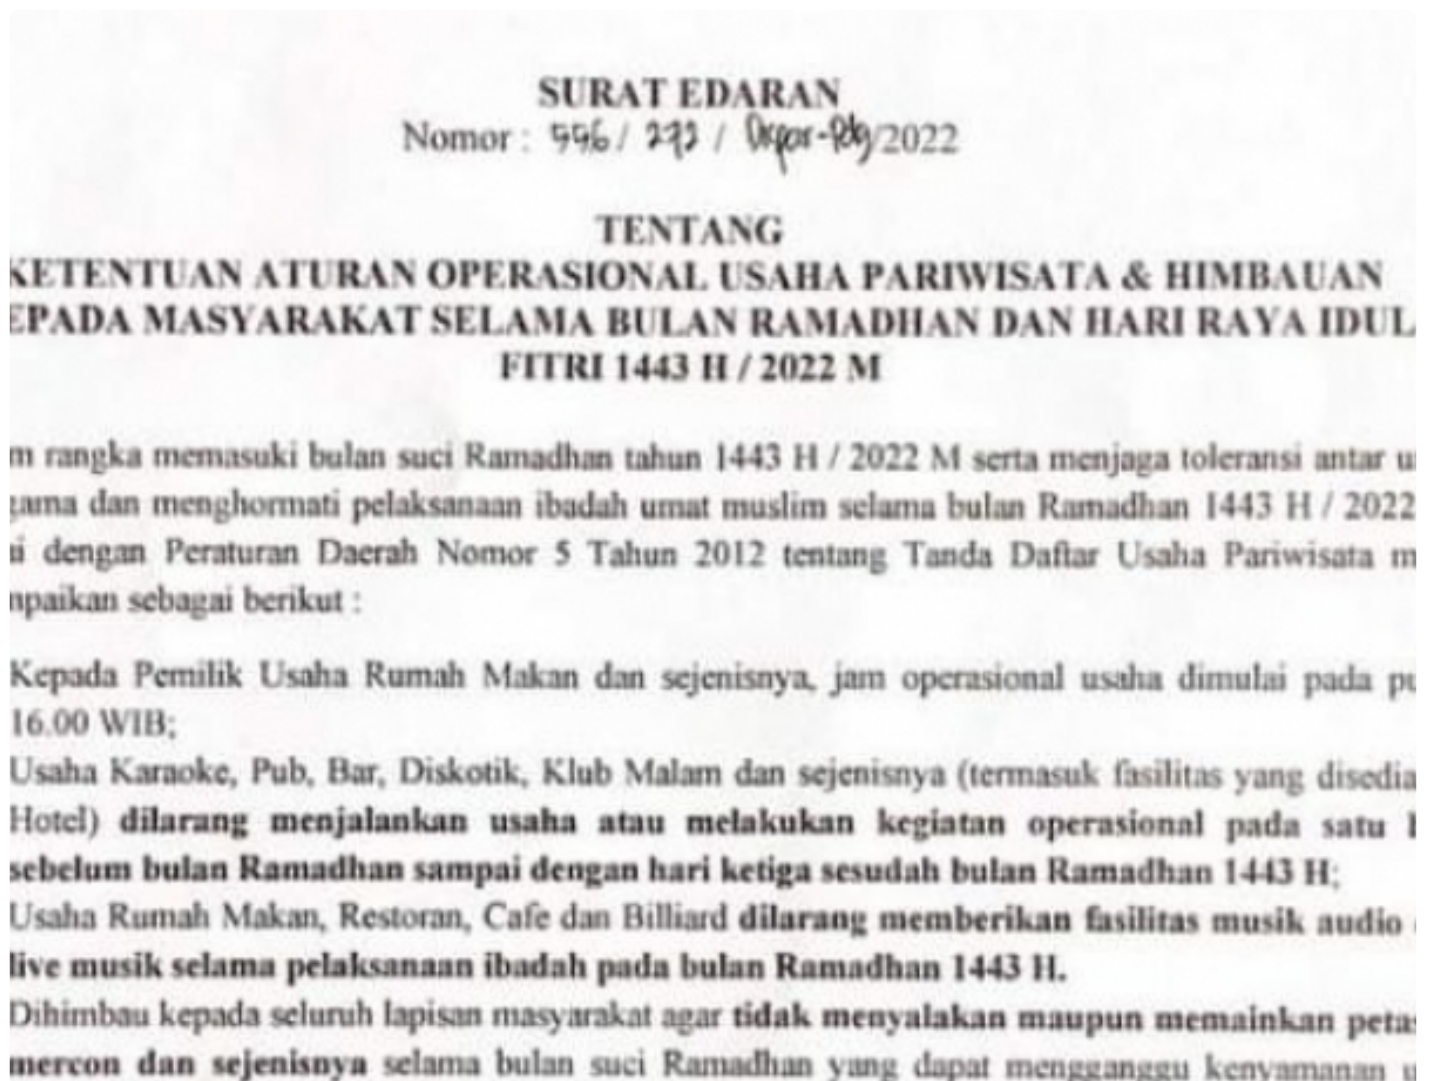 SURAT EDARAN
Nomor : 556 / 272 / Dispar-Pdg/2022
TENTANG
KETENTUAN ATURAN OPERASIONAL USAHA PARIWISATA & HIMBAUAN
EPADA MASYARAKAT SELAMA BULAN RAMADHAN DAN HARI RAYA IDUL
FITRI 1443 H / 2022 M
m rangka memasuki bulan suci Ramadhan tahun 1443 H / 2022 M serta menjaga toleransi antar u
gama dan menghormati pelaksanaan ibadah umat muslim selama bulan Ramadhan 1443 H / 2022
i dengan Peraturan Daerah Nomor 5 Tahun 2012 tentang Tanda Daftar Usaha Pariwisata m
mpaikan sebagai berikut :
Kepada Pemilik Usaha Rumah Makan dan sejenisnya, jam operasional usaha dimulai pada pu
16.00 WIB;
Usaha Karaoke, Pub, Bar, Diskotik, Klub Malam dan sejenisnya (termasuk fasilitas yang disedia
Hotel) dilarang menjalankan usaha atau melakukan kegiatan operasional pada satu
sebelum bulan Ramadhan sampai dengan hari ketiga sesudah bulan Ramadhan 1443 H;
Usaha Rumah Makan, Restoran, Cafe dan Billiard dilarang memberikan fasilitas musik audio
live musik selama pelaksanaan ibadah pada bulan Ramadhan 1443 H.
Dihimbau kepada seluruh lapisan masyarakat agar tidak menyalakan maupun memainkan peta
mercon dan sejenisnya selama bulan suci Ramadhan yang dapat mengganggu kenyamanan u